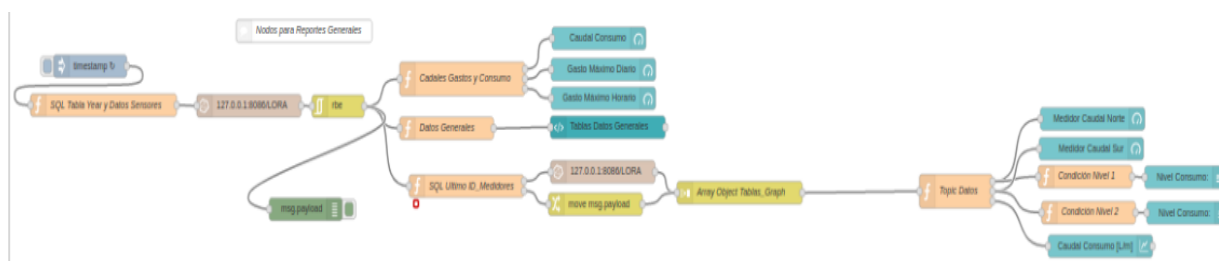 Nodos para Reportes Generales
timestamp ↻
SQL Tabla Year y Datos Sensores
127.0.0.1:8086/LORA
rbe
Cadales Gastos y Consumo
Caudal Consumo
Gasto Máximo Diario
Gasto Máximo Horario
Datos Generales
Tablas Datos Generales
SQL Ultimo ID_Medidores
127.0.0.1:8086/LORA
move msg.payload
msg.payload
Array Object Tablas_Graph
Topic Datos
Medidor Caudal Norte
Medidor Caudal Sur
Condición Nivel 1
Nivel Consumo:
Condición Nivel 2
Nivel Consumo:
Caudal Consumo [L/m]